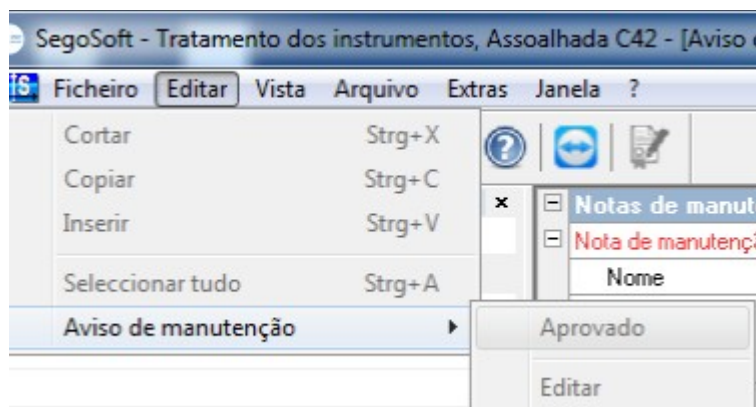 SegoSoft - Tratamento dos instrumentos, Assoalhada C42 - [Aviso
Ficheiro Editar Vista Arquivo Extras Janela ?
Cortar Strg+X
Copiar Strg+C
Inserir Strg+V
Seleccionar tudo Strg+A
Aviso de manutenção
Aprovado
Editar
Notas de manut
Nota de manutenç
Nome